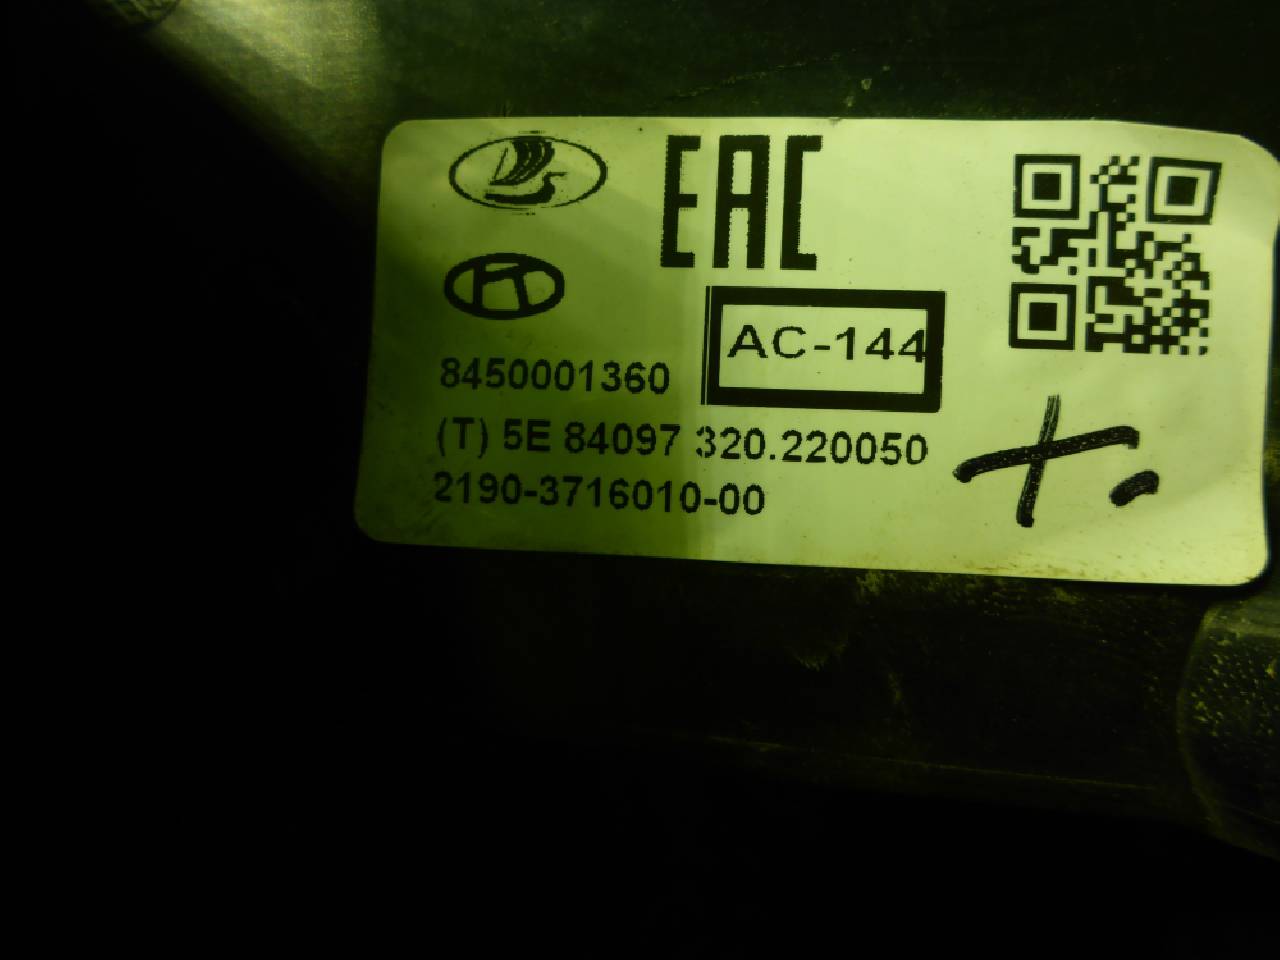 EAC
AC-144
8450001360
(T) 5E 84097 320.220050
2190-3716010-00